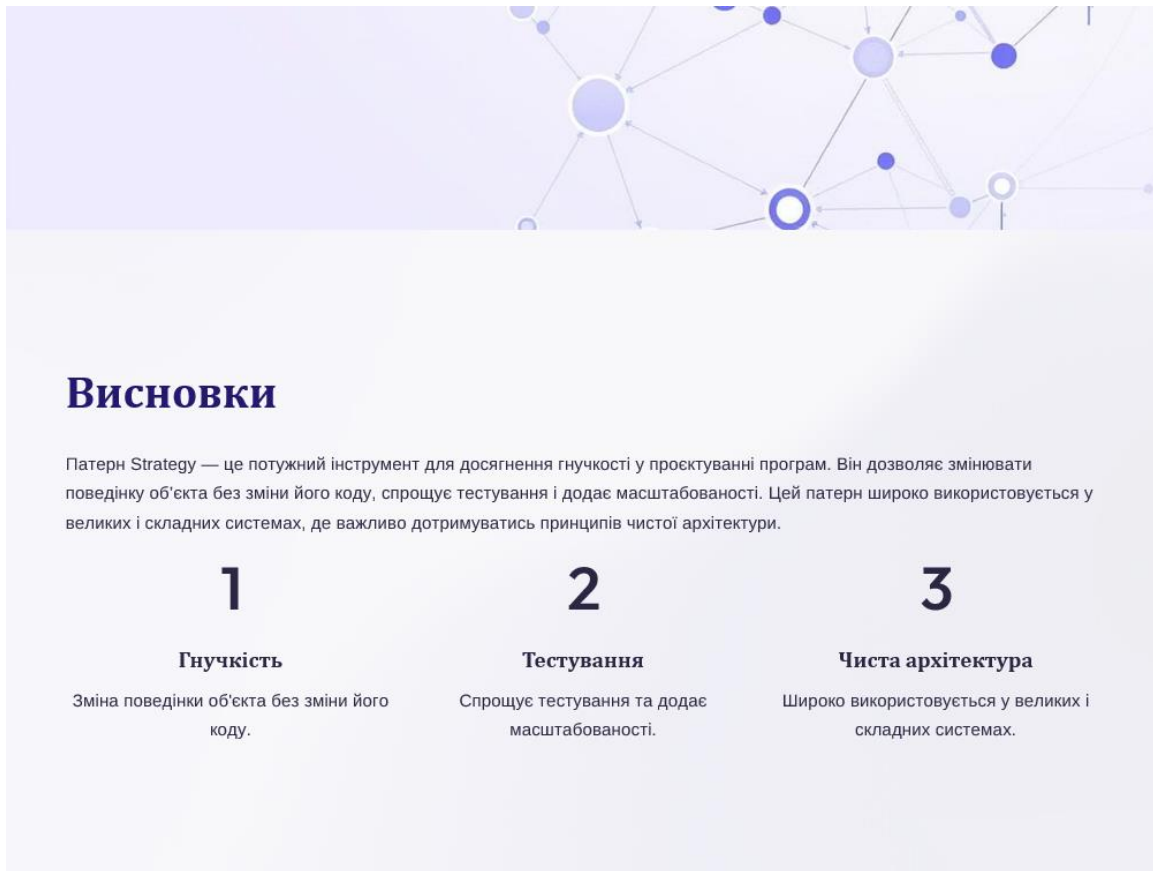 Висновки
Патерн Strategy — це потужний інструмент для досягнення гнучкості у проєктуванні програм. Він дозволяє змінювати
поведінку об'єкта без зміни його коду, спрощує тестування і додає масштабованості. Цей патерн широко використовується у
великих і складних системах, де важливо дотримуватись принципів чистої архітектури.
1
Гнучкість
Зміна поведінки об'єкта без зміни його
коду.
2
Тестування
Спрощує тестування та додає
масштабованості.
3
Чиста архітектура
Широко використовується у великих і
складних системах.